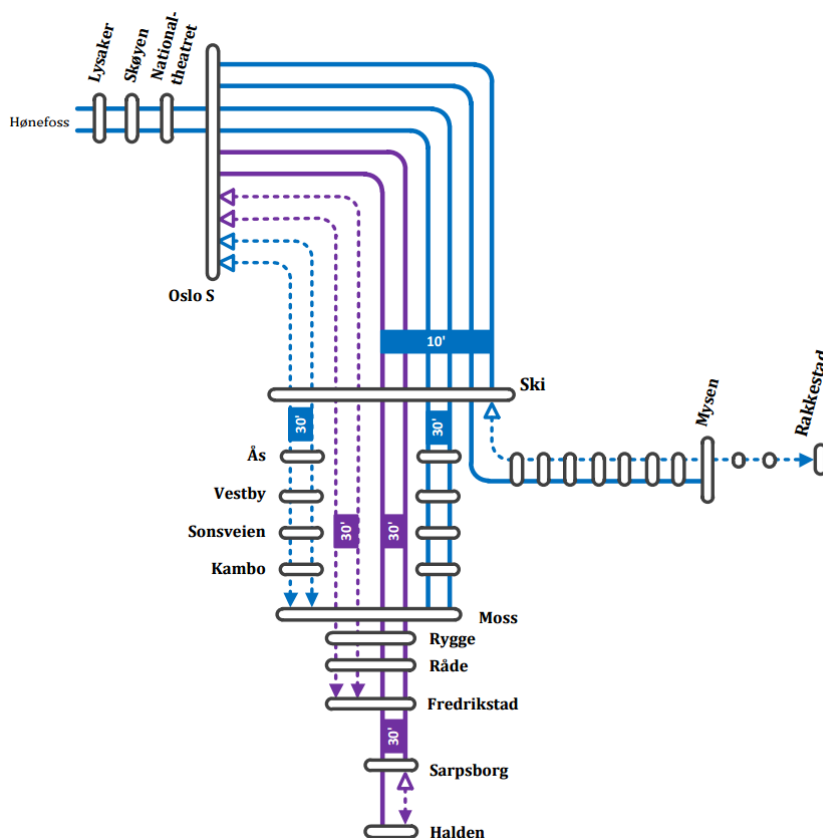 Lysaker
Skøyen
National-
theatret
Hønefoss
Oslo S
10'
Ski
30'
30'
Ås
Vestby
Sonsveien
Kambo
30'
30'
Mysen
Rakkestad
Moss
Rygge
Råde
Fredrikstad
30'
Sarpsborg
Halden